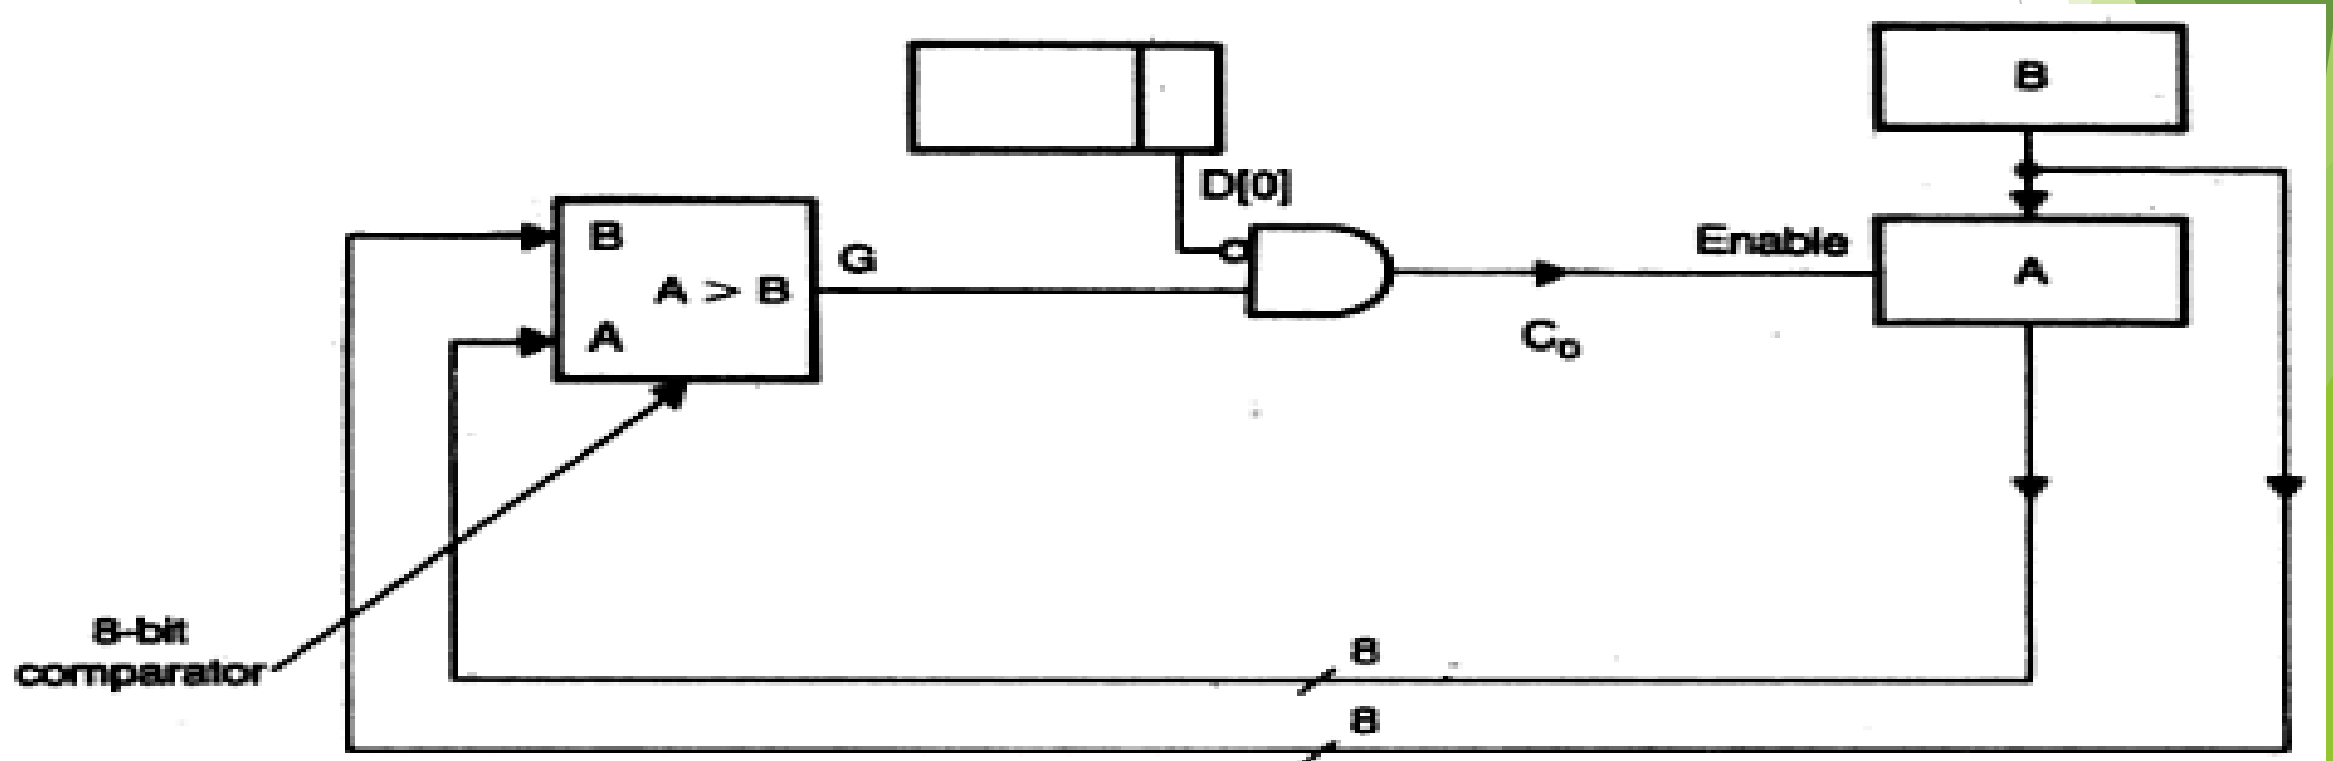 B
D[0]
B
G
Enable
A > B
A
A
C₀
8-bit
comparator
8
8